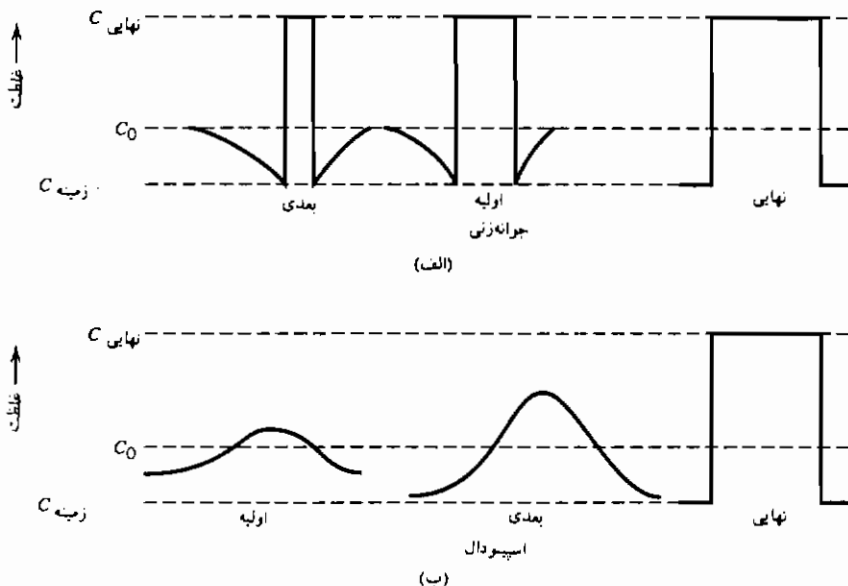 C نهایی
غلظت
C₀
C زمینه
بعدی
اولیه
نهایی
جوانه‌زنی
(الف)
C نهایی
غلظت
C₀
C زمینه
اولیه
بعدی
نهایی
اسپینودال
(ب)